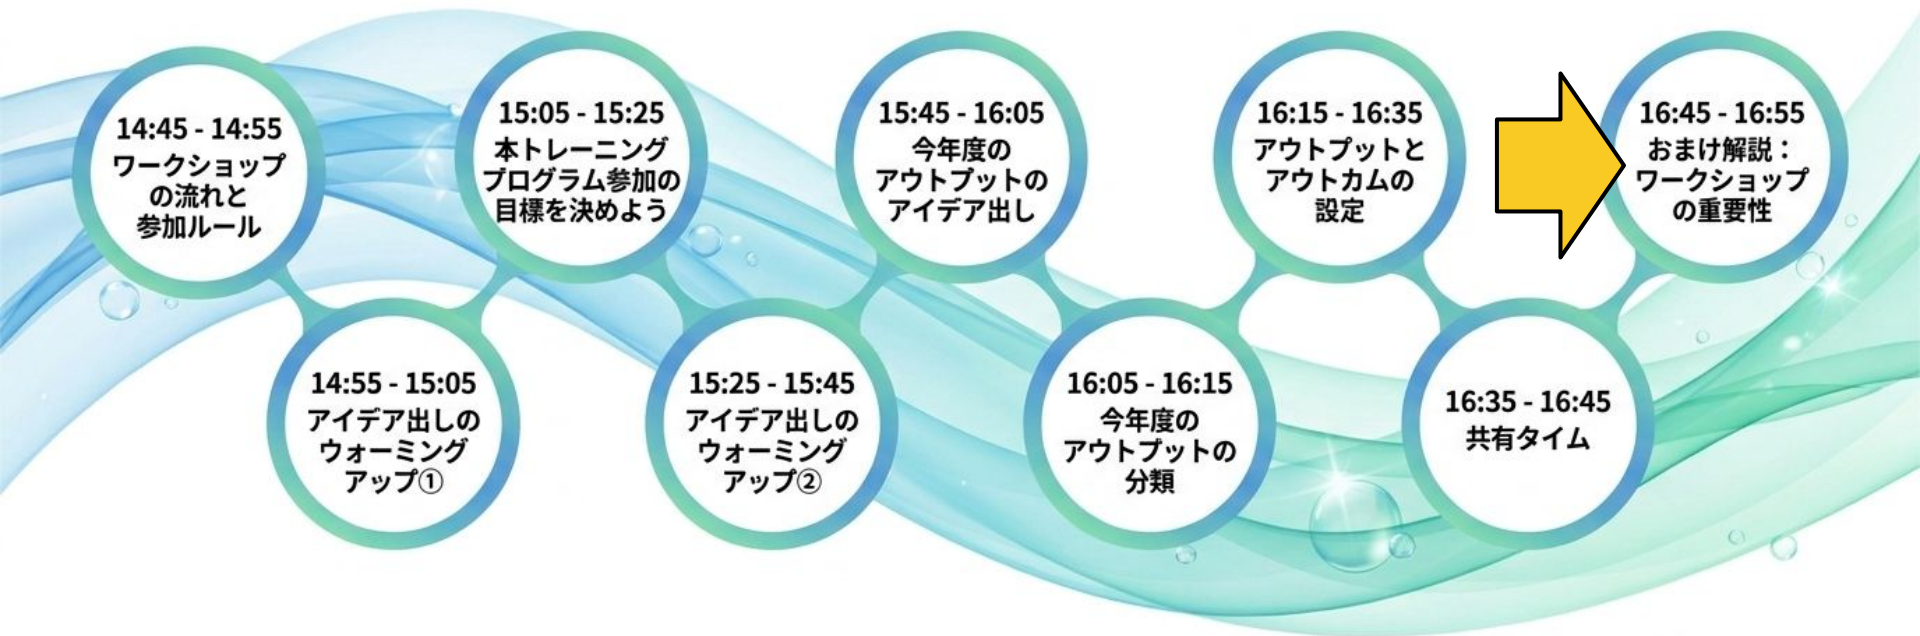 14:45 - 14:55
ワークショップ
の流れと
参加ルール
14:55 - 15:05
アイデア出しの
ウォーミング
アップ①
15:05 - 15:25
本トレーニング
プログラム参加の
目標を決めよう
15:25 - 15:45
アイデア出しの
ウォーミング
アップ②
15:45 - 16:05
今年度の
アウトプットの
アイデア出し
16:05 - 16:15
今年度の
アウトプットの
分類
16:15 - 16:35
アウトプットと
アウトカムの
設定
16:35 - 16:45
共有タイム
16:45 - 16:55
おまけ解説：
ワークショップ
の重要性